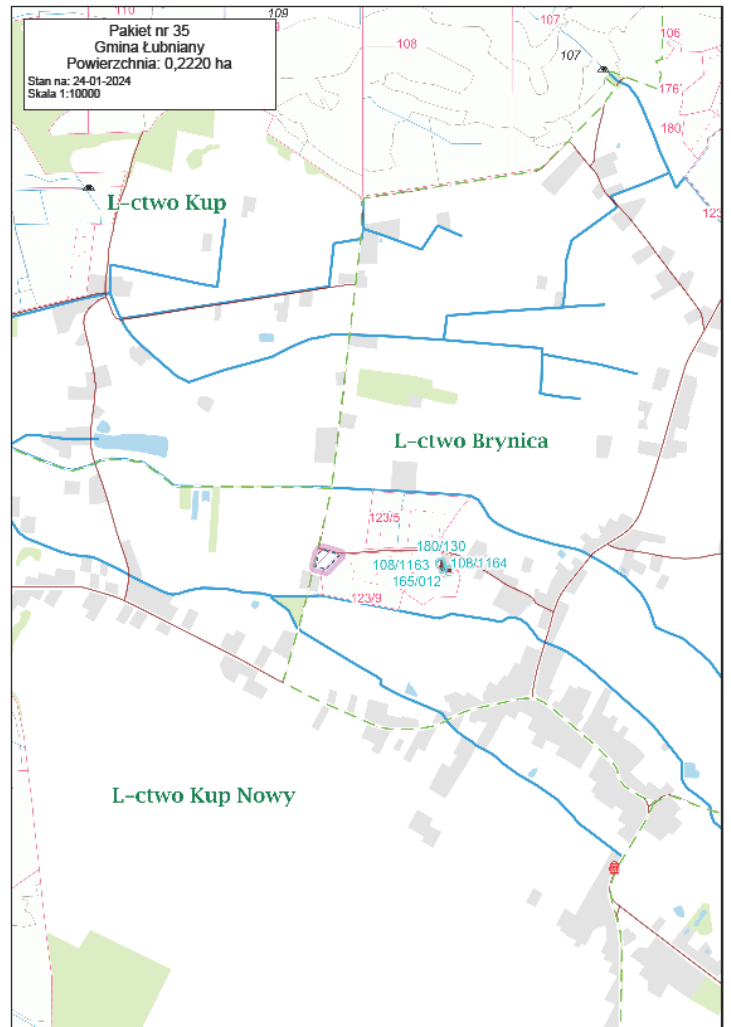 Pakiet nr 35
Gmina Łubniany
Powierzchnia: 0,2220 ha
Stan na: 24-01-2024
Skala 1:10000
110
109
107
108
107
106
176
180
123
L-ctwo Kup
L-ctwo Brynica
123/5
180/130
108/1163
108/1164
165/012
123/9
L-ctwo Kup Nowy